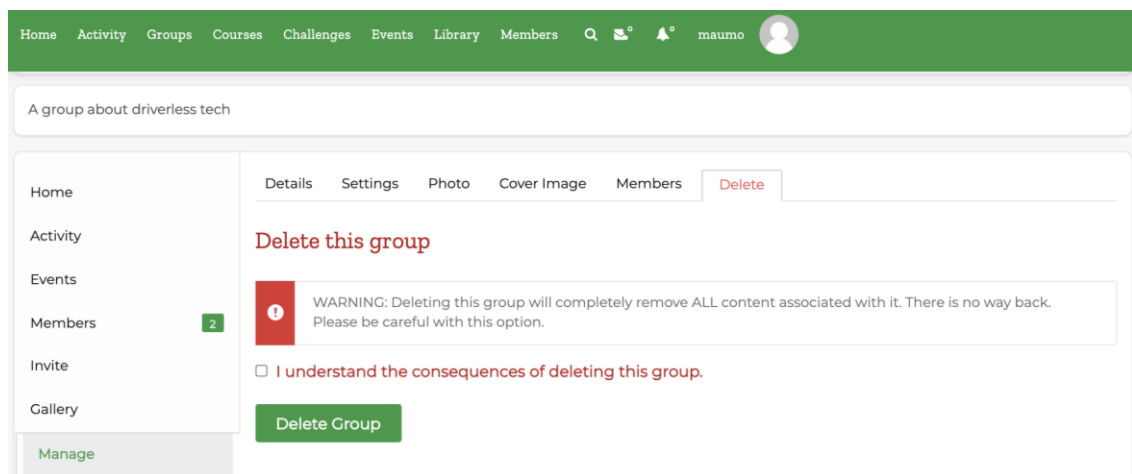 Home Activity Groups Courses Challenges Events Library Members maumo
A group about driverless tech
Home
Activity
Events
Members 2
Invite
Gallery
Manage
Details Settings Photo Cover Image Members Delete
Delete this group
WARNING: Deleting this group will completely remove ALL content associated with it. There is no way back.
Please be careful with this option.
I understand the consequences of deleting this group.
Delete Group